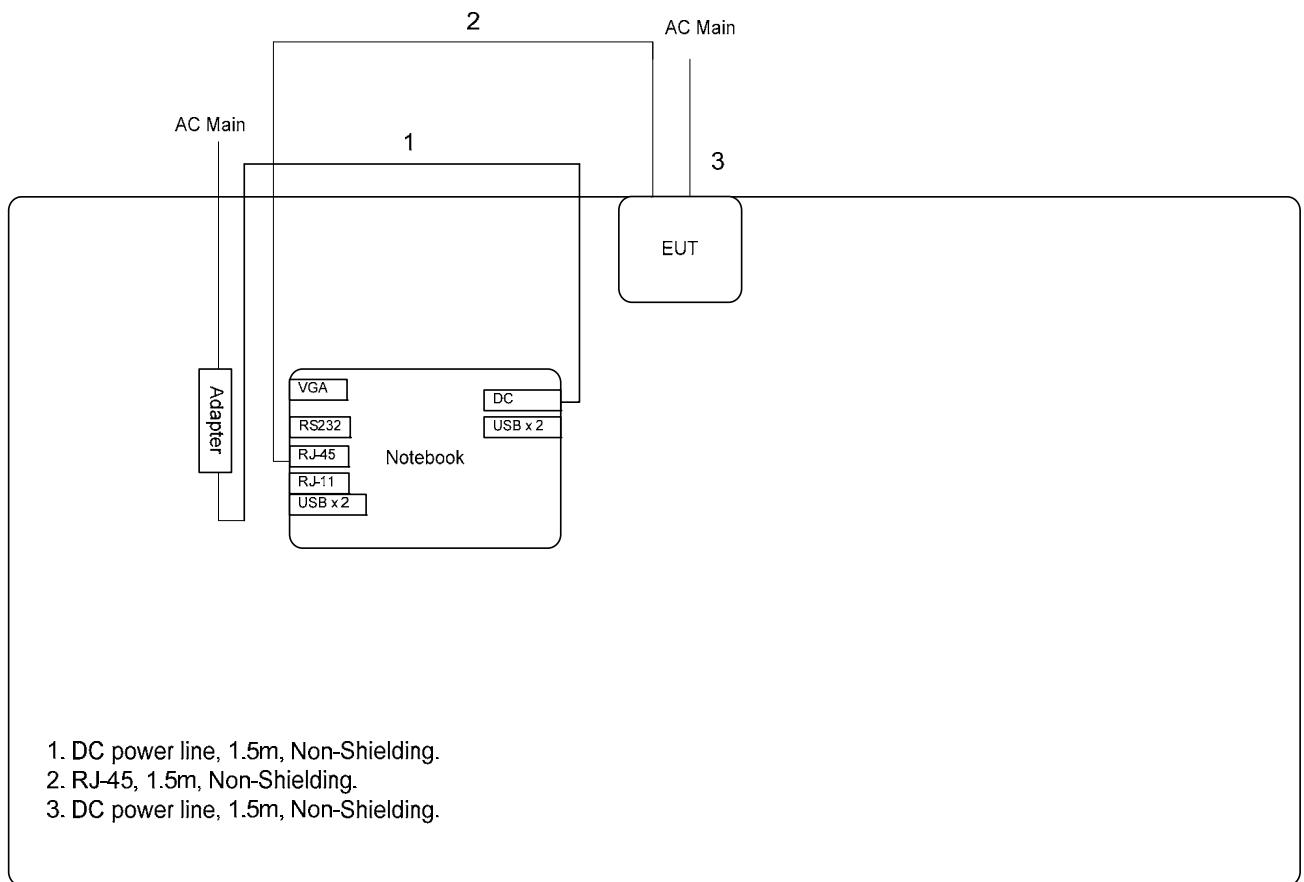 2
AC Main
AC Main
1
3
EUT
Adapter
VGA
DC
RS232
USB x 2
RJ-45
Notebook
RJ-11
USB x 2
1. DC power line, 1.5m, Non-Shielding.
2. RJ-45, 1.5m, Non-Shielding.
3. DC power line, 1.5m, Non-Shielding.